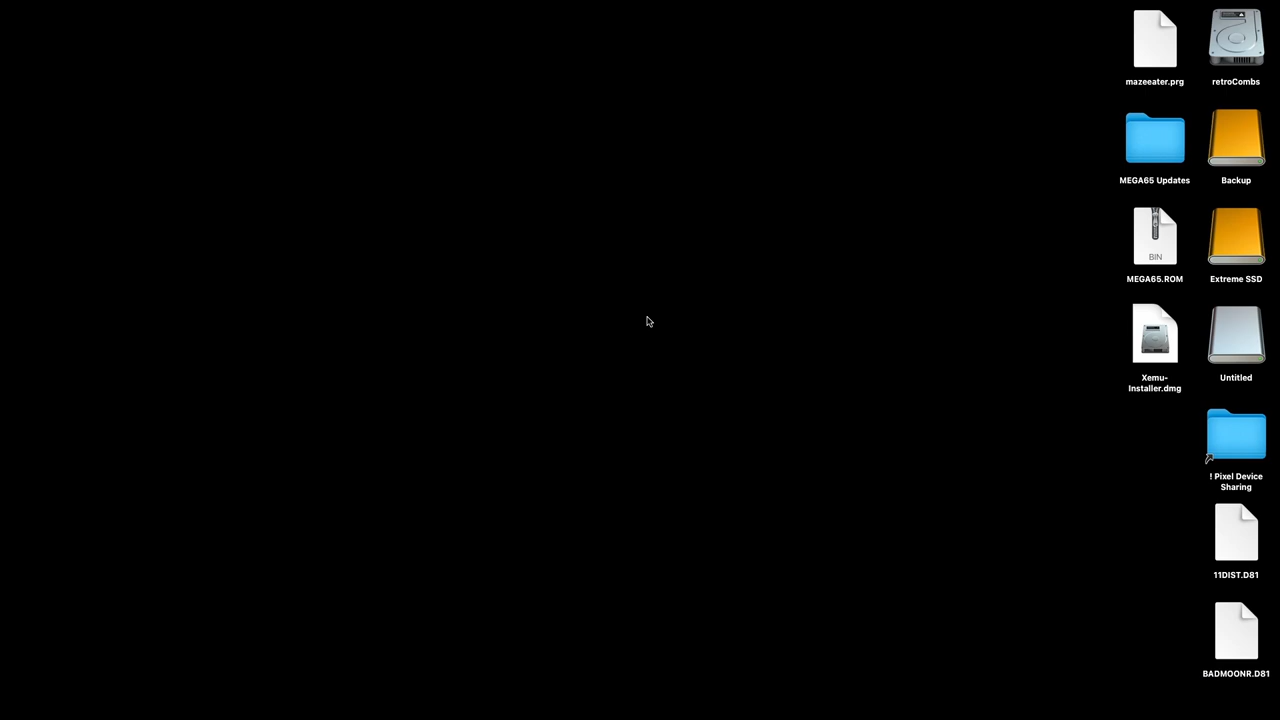 mazeeater.prg
retroCombs
MEGA65 Updates
Backup
BIN
MEGA65.ROM
Extreme SSD
Xemu-
Installer.dmg
Untitled
! Pixel Device
Sharing
11DIST.D81
BADMOONR.D81